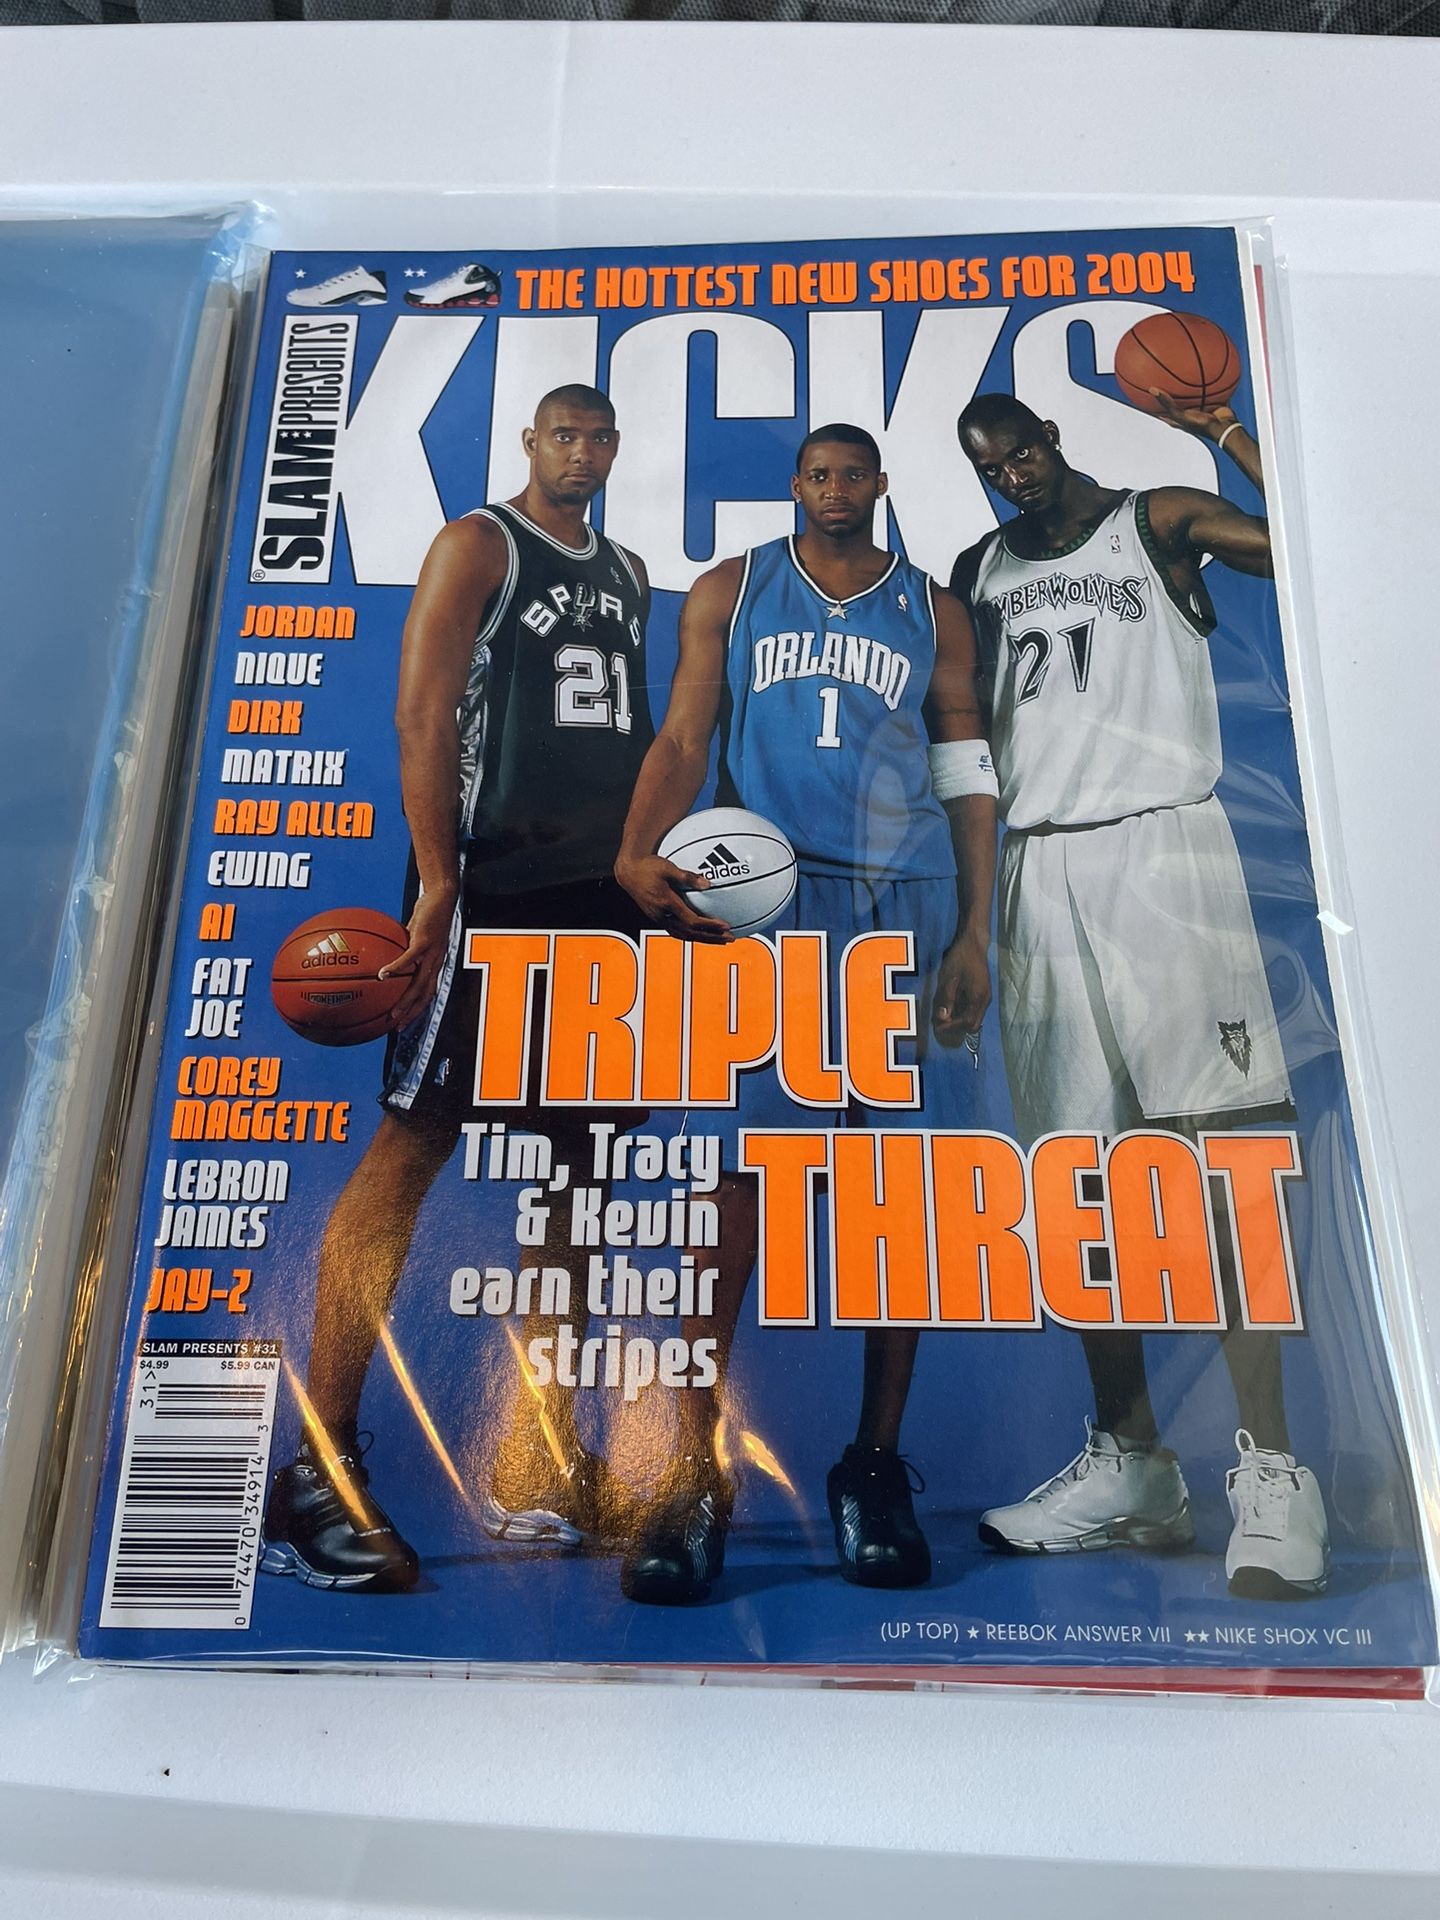 THE HOTTEST NEW SHOES FOR 2004
KICKS
SLAM PRESENTS
®
JORDAN
NIQUE
DIRK
MATRIX
RAY ALLEN
EWING
AI
FAT
JOE
COREY
MAGGETTE
LEBRON
JAMES
JAY-Z
SPURS
21
ORLANDO
1
MBERWOLVES
21
adidas
adidas
TRIPLE
THREAT
Tim, Tracy
& Kevin
earn their
stripes
SLAM PRESENTS #31
$4.99 $5.99 CAN
31>
0 74470 34914 3
(UP TOP) ★ REEBOK ANSWER VII ★★ NIKE SHOX VC III